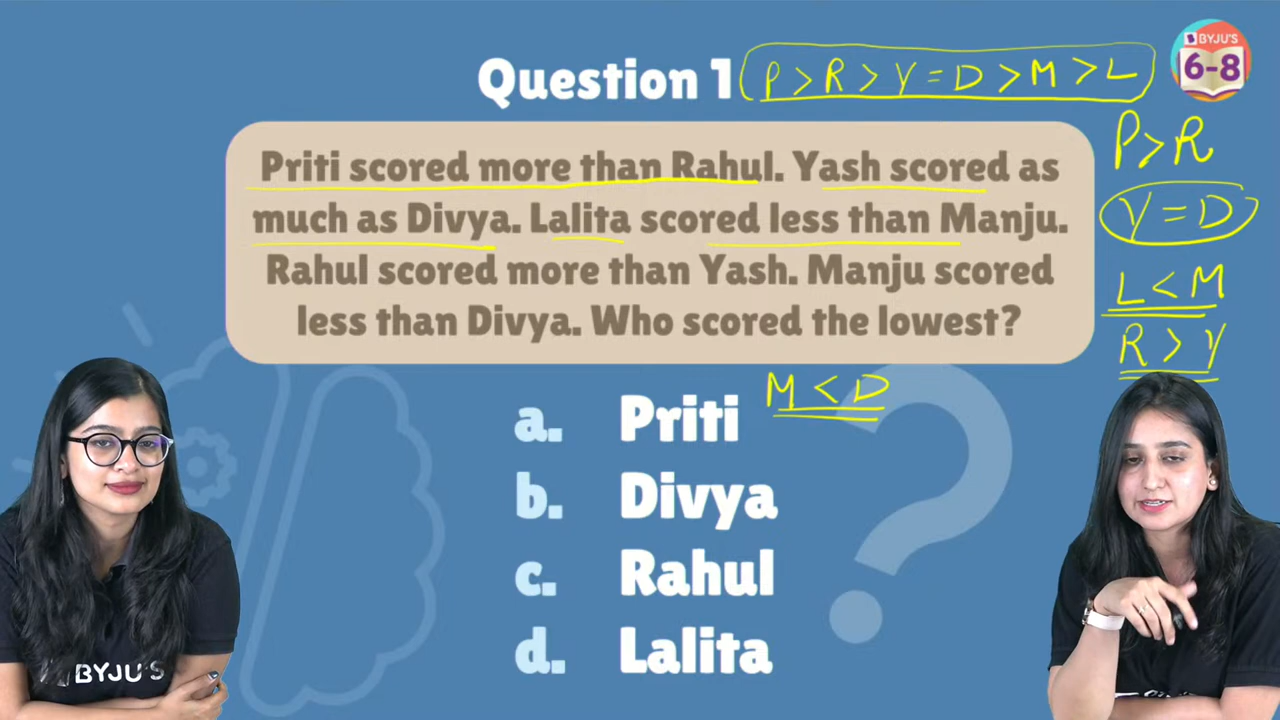 Question 1
P > R > Y = D > M > L
BYJU'S
6-8
Priti scored more than Rahul. Yash scored as
much as Divya. Lalita scored less than Manju.
Rahul scored more than Yash. Manju scored
less than Divya. Who scored the lowest?
P > R
Y = D
L < M
R > Y
M < D
a. Priti
b. Divya
c. Rahul
d. Lalita
BYJU'S